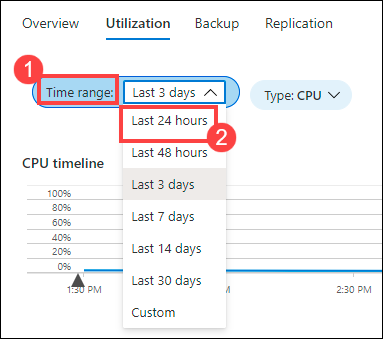 Overview Utilization Backup Replication
1
Time range: Last 3 days Type: CPU
Last 24 hours
2
Last 48 hours
Last 3 days
Last 7 days
Last 14 days
Last 30 days
Custom
CPU timeline
100%
80%
60%
40%
20%
0%
1:30 PM M 2:30 PM